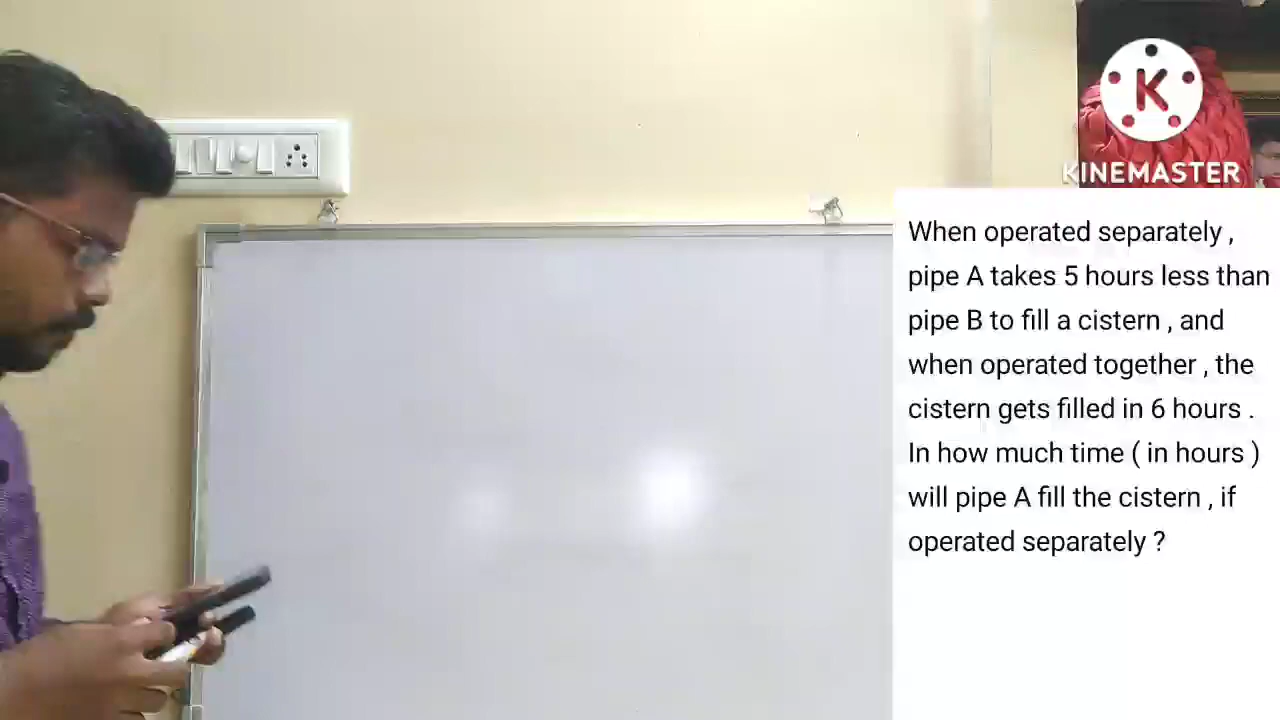 K
KINEMASTER
When operated separately ,
pipe A takes 5 hours less than
pipe B to fill a cistern , and
when operated together , the
cistern gets filled in 6 hours .
In how much time ( in hours )
will pipe A fill the cistern , if
operated separately ?